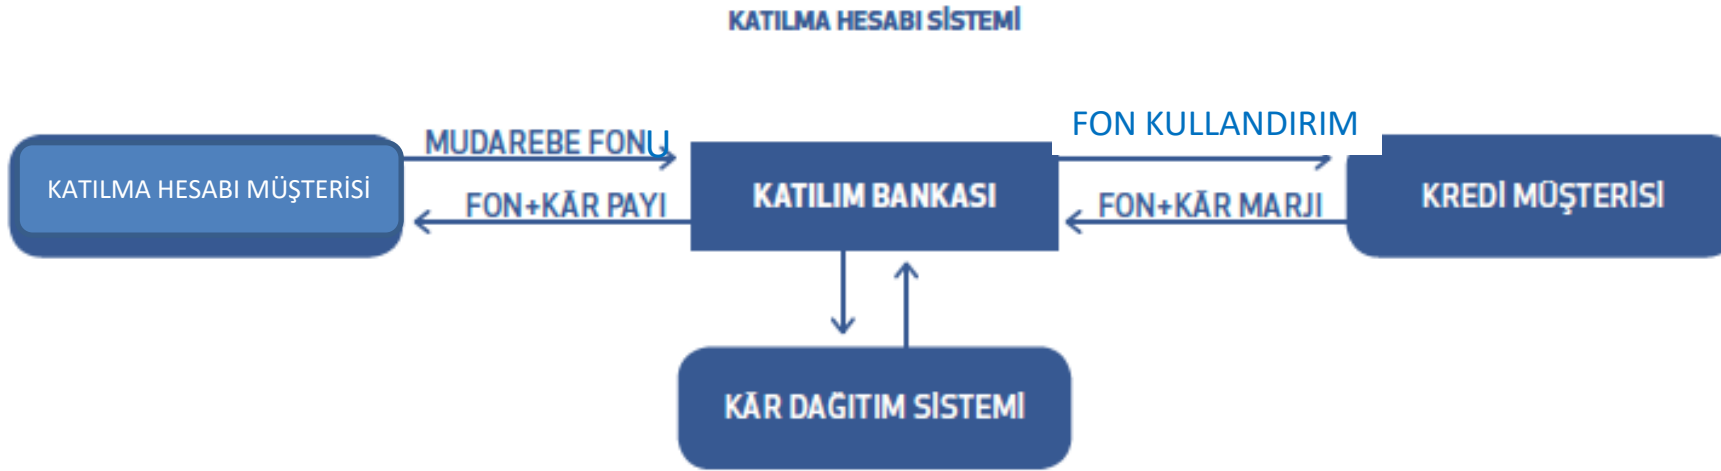 KATILMA HESABI SİSTEMİ
MUDAREBE FONU
FON KULLANDIRIM
KATILMA HESABI MÜŞTERİSİ
FON+KÂR PAYI
KATILIM BANKASI
FON+KÂR MARJI
KREDİ MÜŞTERİSİ
KÂR DAĞITIM SİSTEMİ